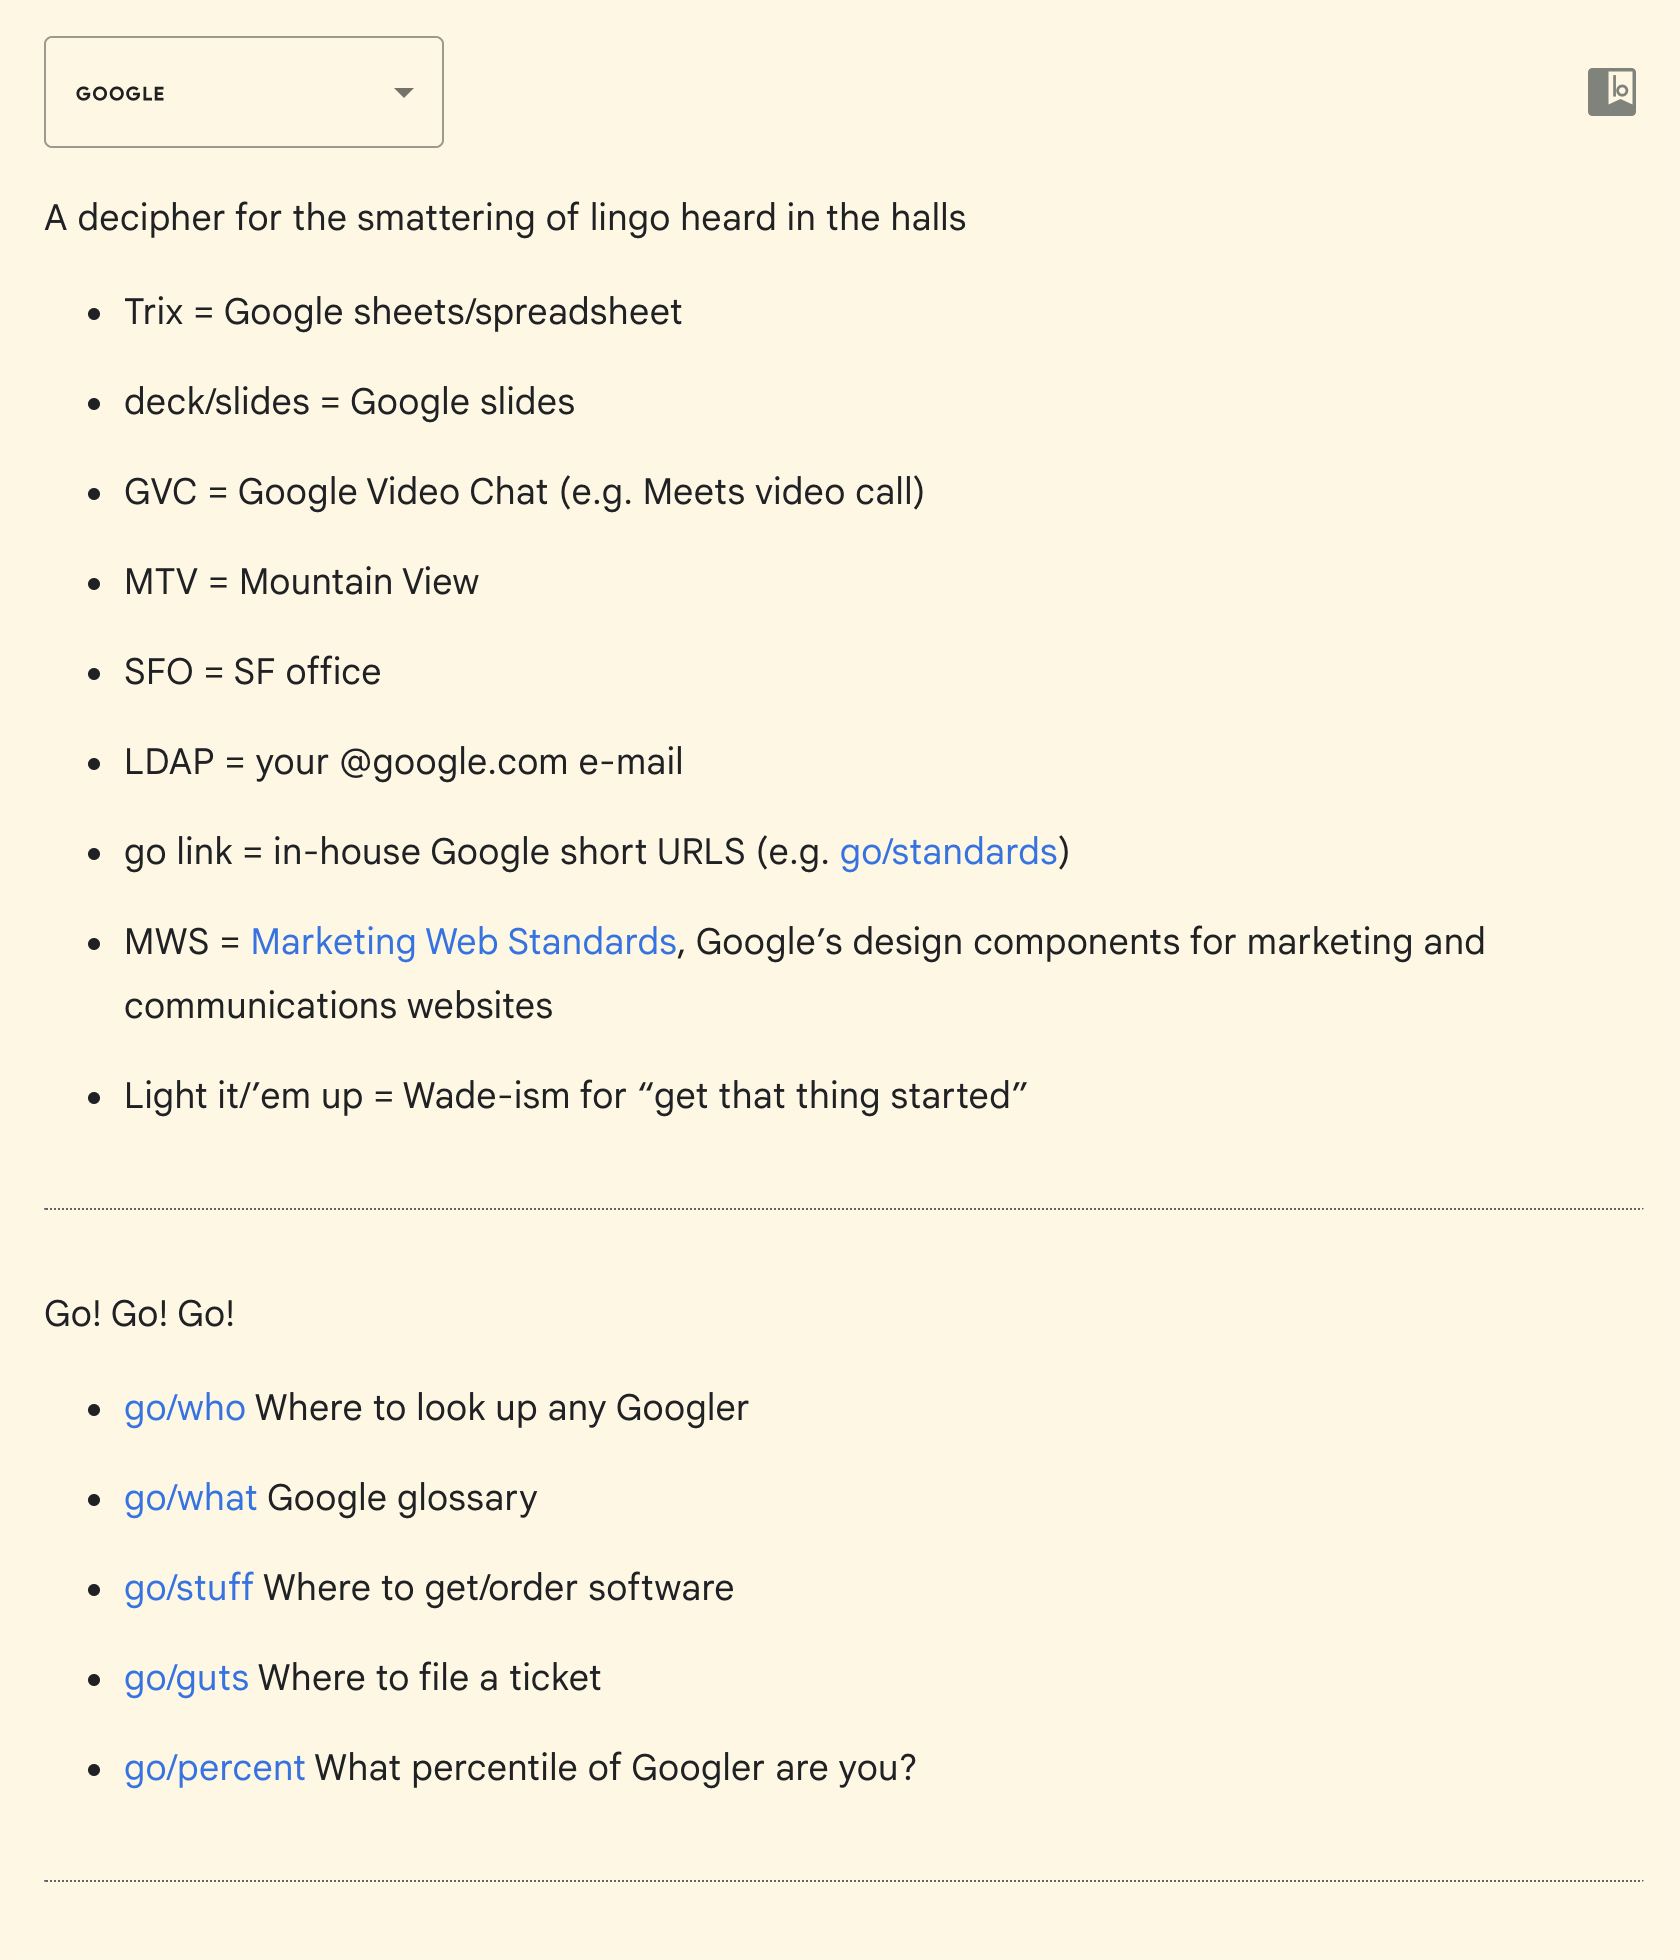 GOOGLE
lo
A decipher for the smattering of lingo heard in the halls
Trix = Google sheets/spreadsheet
deck/slides = Google slides
GVC = Google Video Chat (e.g. Meets video call)
MTV = Mountain View
SFO = SF office
LDAP = your @google.com e-mail
go link = in-house Google short URLS (e.g. go/standards)
MWS = Marketing Web Standards, Google’s design components for marketing and
communications websites
Light it/’em up = Wade-ism for “get that thing started”
Go! Go! Go!
go/who Where to look up any Googler
go/what Google glossary
go/stuff Where to get/order software
go/guts Where to file a ticket
go/percent What percentile of Googler are you?